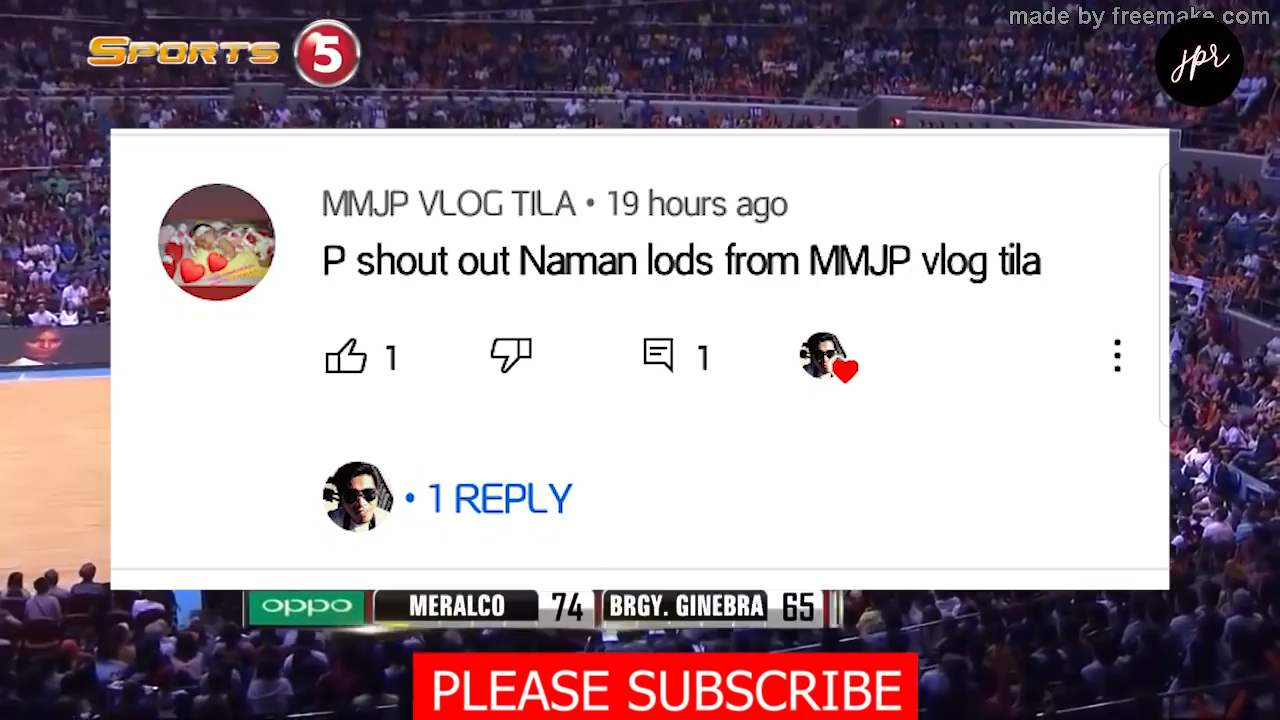 made by freemake.com
SPORTS 5
jpr
MMJP VLOG TILA • 19 hours ago
P shout out Naman lods from MMJP vlog tila
1 1
• 1 REPLY
oppo MERALCO 74 BRGY. GINEBRA 65
PLEASE SUBSCRIBE